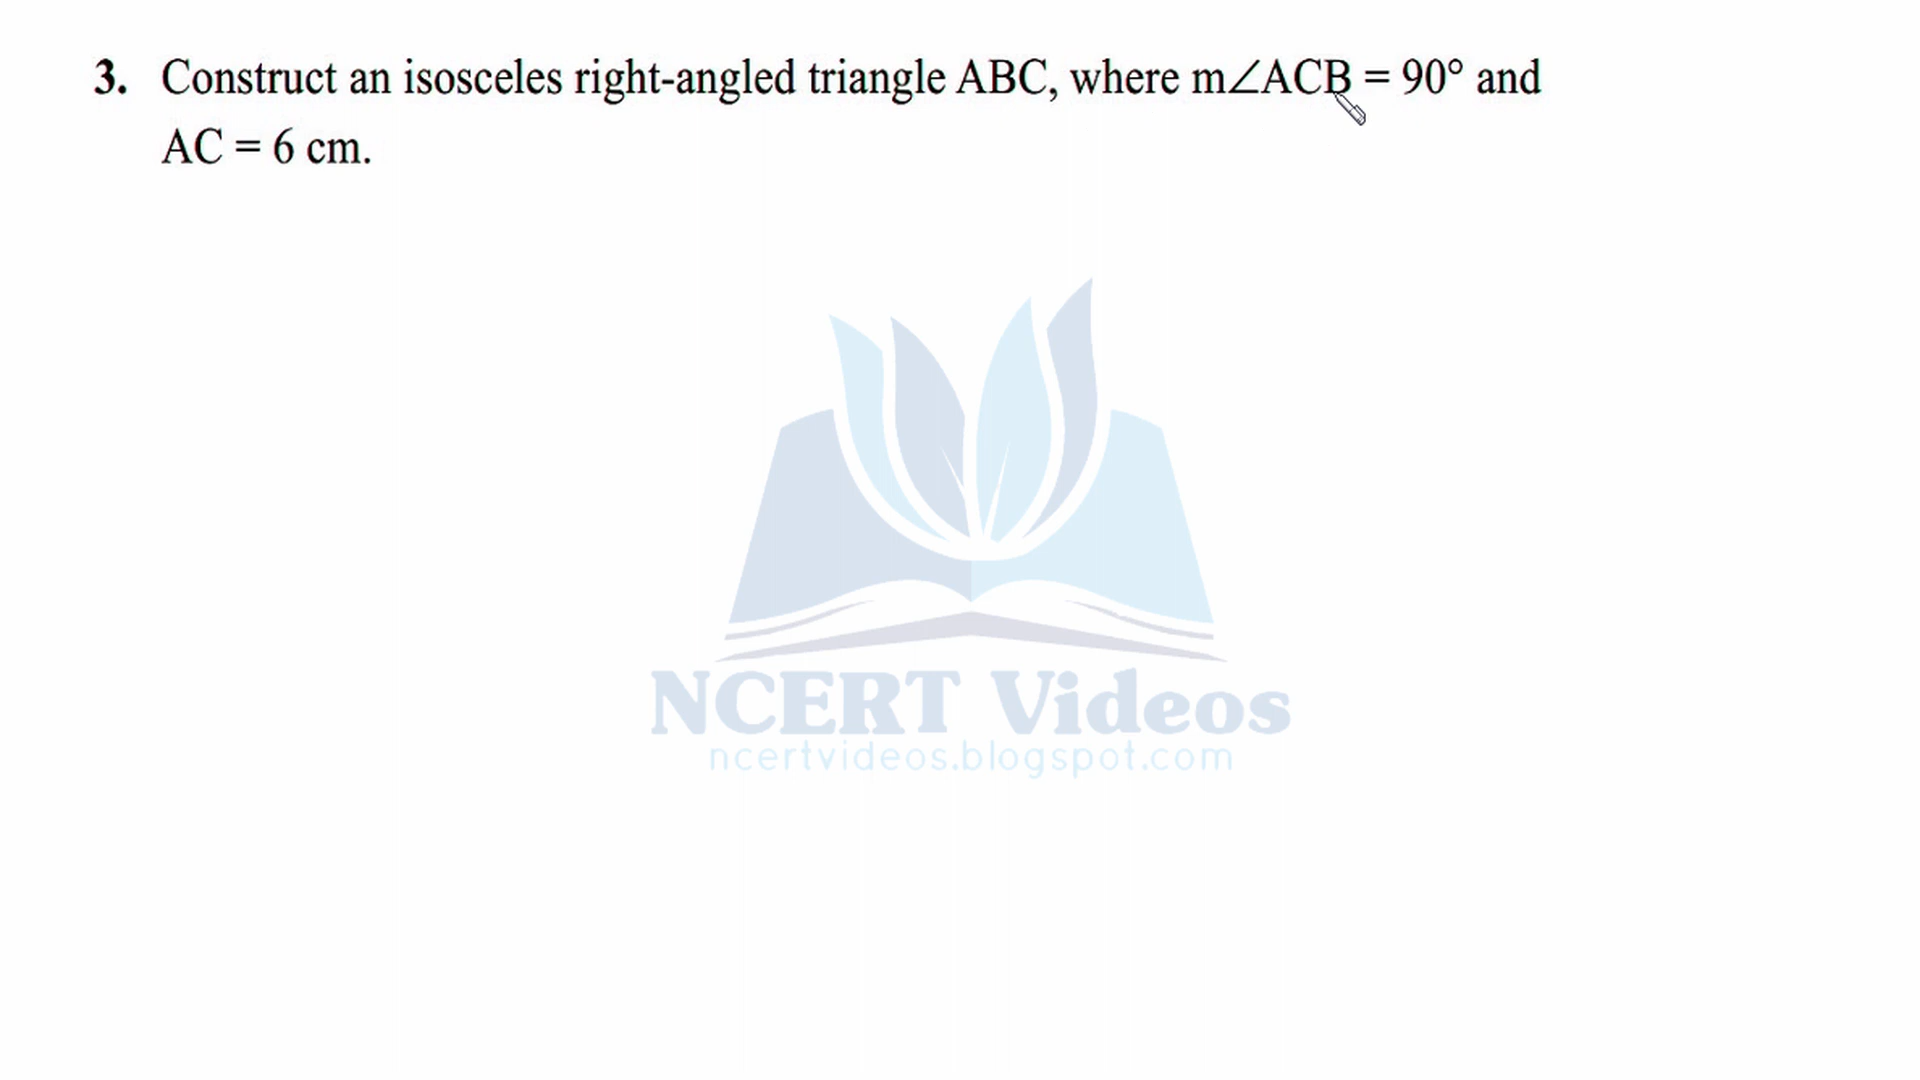 3. Construct an isosceles right-angled triangle ABC, where m∠ACB = 90° and
AC = 6 cm.
NCERT Videos
ncertvideos.blogspot.com